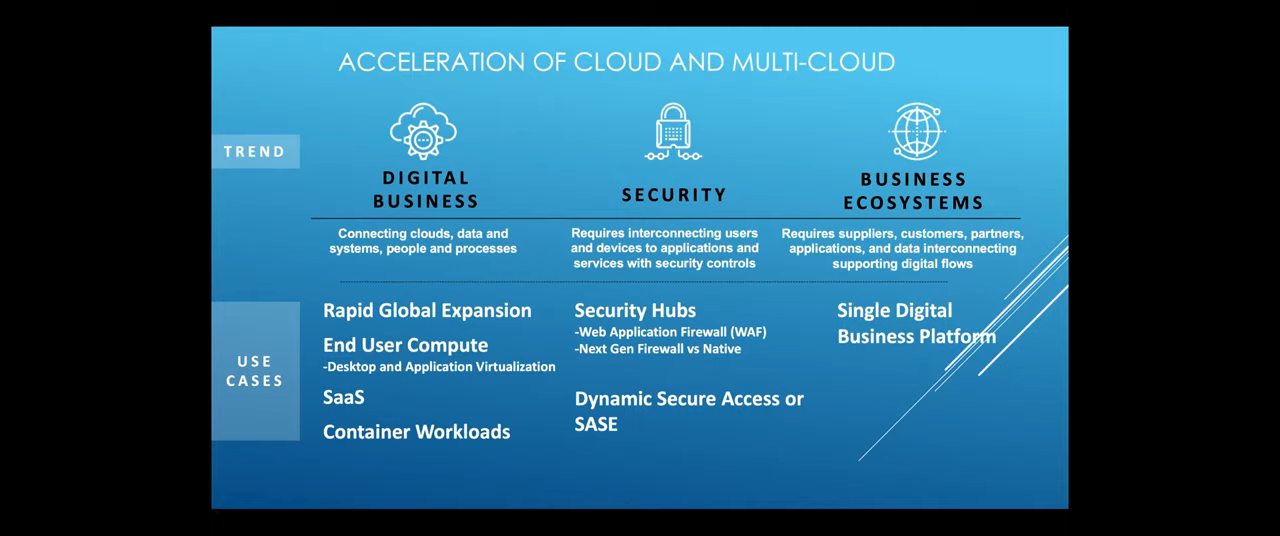 ACCELERATION OF CLOUD AND MULTI-CLOUD
TREND
DIGITAL
BUSINESS
SECURITY
BUSINESS
ECOSYSTEMS
Connecting clouds, data and
systems, people and processes
Requires interconnecting users
and devices to applications and
services with security controls
Requires suppliers, customers, partners,
applications, and data interconnecting
supporting digital flows
USE
CASES
Rapid Global Expansion
End User Compute
-Desktop and Application Virtualization
SaaS
Container Workloads
Security Hubs
-Web Application Firewall (WAF)
-Next Gen Firewall vs Native
Dynamic Secure Access or
SASE
Single Digital
Business Platform